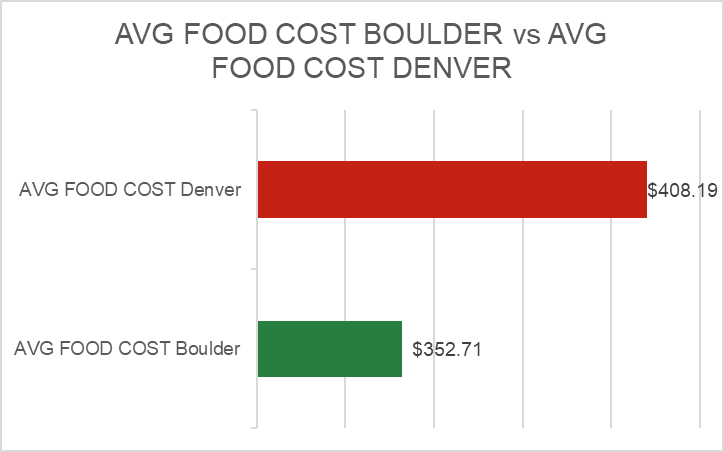 AVG FOOD COST BOULDER vs AVG
FOOD COST DENVER
AVG FOOD COST Denver
$408.19
AVG FOOD COST Boulder
$352.71